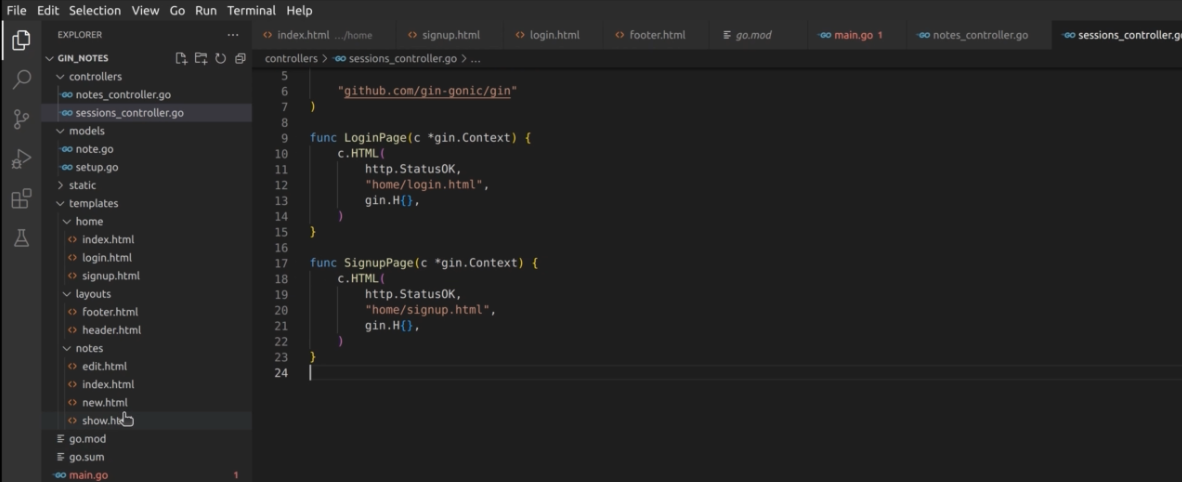 File Edit Selection View Go Run Terminal Help
EXPLORER ...
index.html .../home signup.html login.html footer.html go.mod main.go 1 notes_controller.go sessions_controller.go
GIN_NOTES
controllers > sessions_controller.go > ...
controllers
notes_controller.go
sessions_controller.go
models
note.go
setup.go
static
templates
home
index.html
login.html
signup.html
layouts
footer.html
header.html
notes
edit.html
index.html
new.html
go.mod
go.sum
main.go 1
5
6 "github.com/gin-gonic/gin"
7 )
8
9 func LoginPage(c *gin.Context) {
10 c.HTML(
11 http.StatusOK,
12 "home/login.html",
13 gin.H{},
14 )
15 }
16
17 func SignupPage(c *gin.Context) {
18 c.HTML(
19 http.StatusOK,
20 "home/signup.html",
21 gin.H{},
22 )
23 }
24